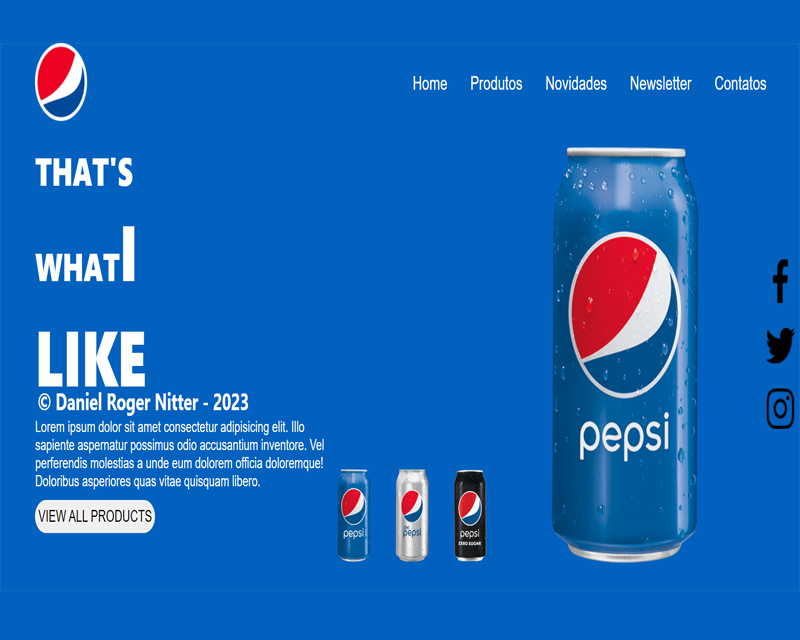 Home Produtos Novidades Newsletter Contatos
THAT'S
WHAT I
LIKE
© Daniel Roger Nitter - 2023
Lorem ipsum dolor sit amet consectetur adipisicing elit. Illo
sapiente aspernatur possimus odio accusantium inventore. Vel
perferendis molestias a unde eum dolorem officia doloremque!
Doloribus asperiores quas vitae quisquam libero.
VIEW ALL PRODUCTS
pepsi
pepsi
diet
pepsi
pepsi
ZERO SUGAR